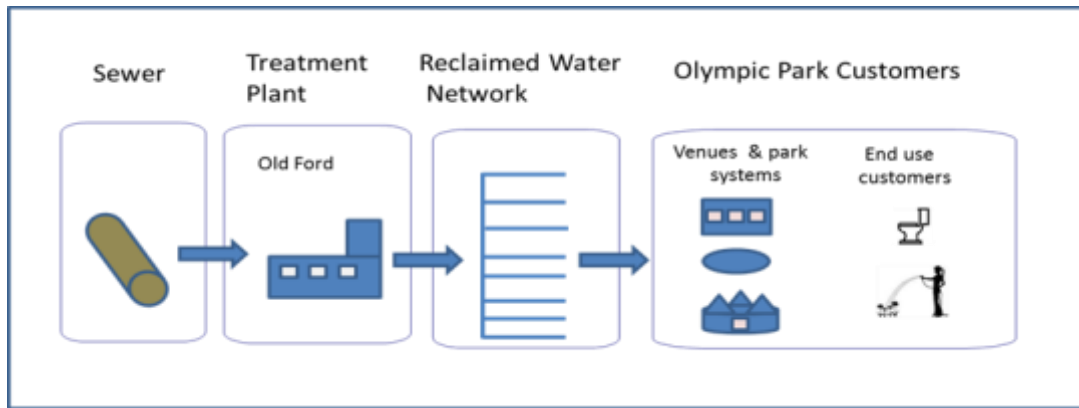 Sewer
Treatment
Plant
Reclaimed Water
Network
Olympic Park Customers
Old Ford
Venues & park
systems
End use
customers